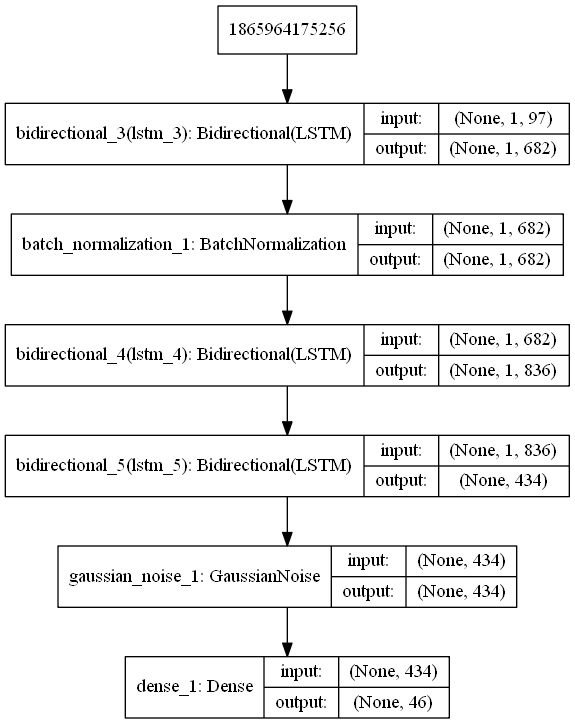 1865964175256
bidirectional_3(lstm_3): Bidirectional(LSTM)
input: (None, 1, 97)
output: (None, 1, 682)
batch_normalization_1: BatchNormalization
input: (None, 1, 682)
output: (None, 1, 682)
bidirectional_4(lstm_4): Bidirectional(LSTM)
input: (None, 1, 682)
output: (None, 1, 836)
bidirectional_5(lstm_5): Bidirectional(LSTM)
input: (None, 1, 836)
output: (None, 434)
gaussian_noise_1: GaussianNoise
input: (None, 434)
output: (None, 434)
dense_1: Dense
input: (None, 434)
output: (None, 46)